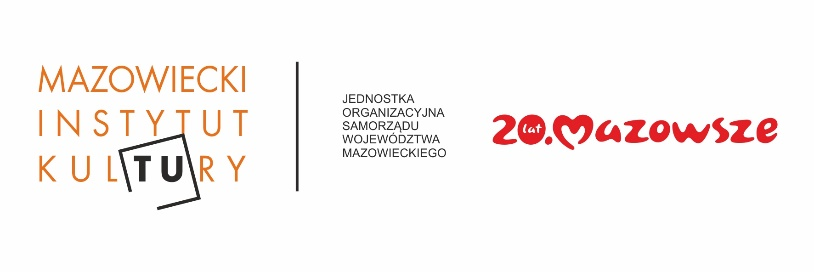 MAZOWIECKI
INSTYTUT
KULTURY
JEDNOSTKA
ORGANIZACYJNA
SAMORZĄDU
WOJEWÓDZTWA
MAZOWIECKIEGO
20 lat. Mazowsze